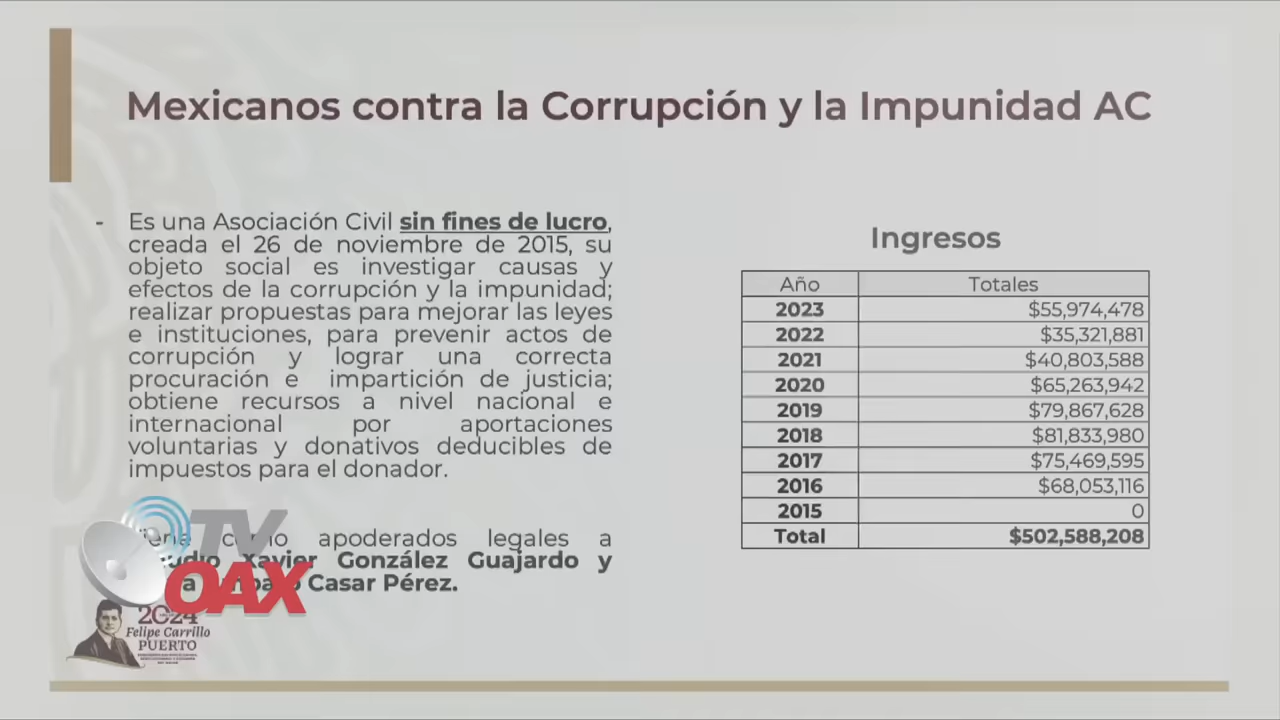 Mexicanos contra la Corrupción y la Impunidad AC
- Es una Asociación Civil sin fines de lucro,
creada el 26 de noviembre de 2015, su
objeto social es investigar causas y
efectos de la corrupción y la impunidad;
realizar propuestas para mejorar las leyes
e instituciones, para prevenir actos de
corrupción y lograr una correcta
procuración e impartición de justicia;
obtiene recursos a nivel nacional e
internacional por aportaciones
voluntarias y donativos deducibles de
impuestos para el donador.
apoderados legales a
Xavier González Guajardo y
Casar Pérez.
Ingresos
Año Totales
2023 $55,974,478
2022 $35,321,881
2021 $40,803,588
2020 $65,263,942
2019 $79,867,628
2018 $81,833,980
2017 $75,469,595
2016 $68,053,116
2015 0
Total $502,588,208
TV
OAX
2024
Felipe Carrillo
PUERTO